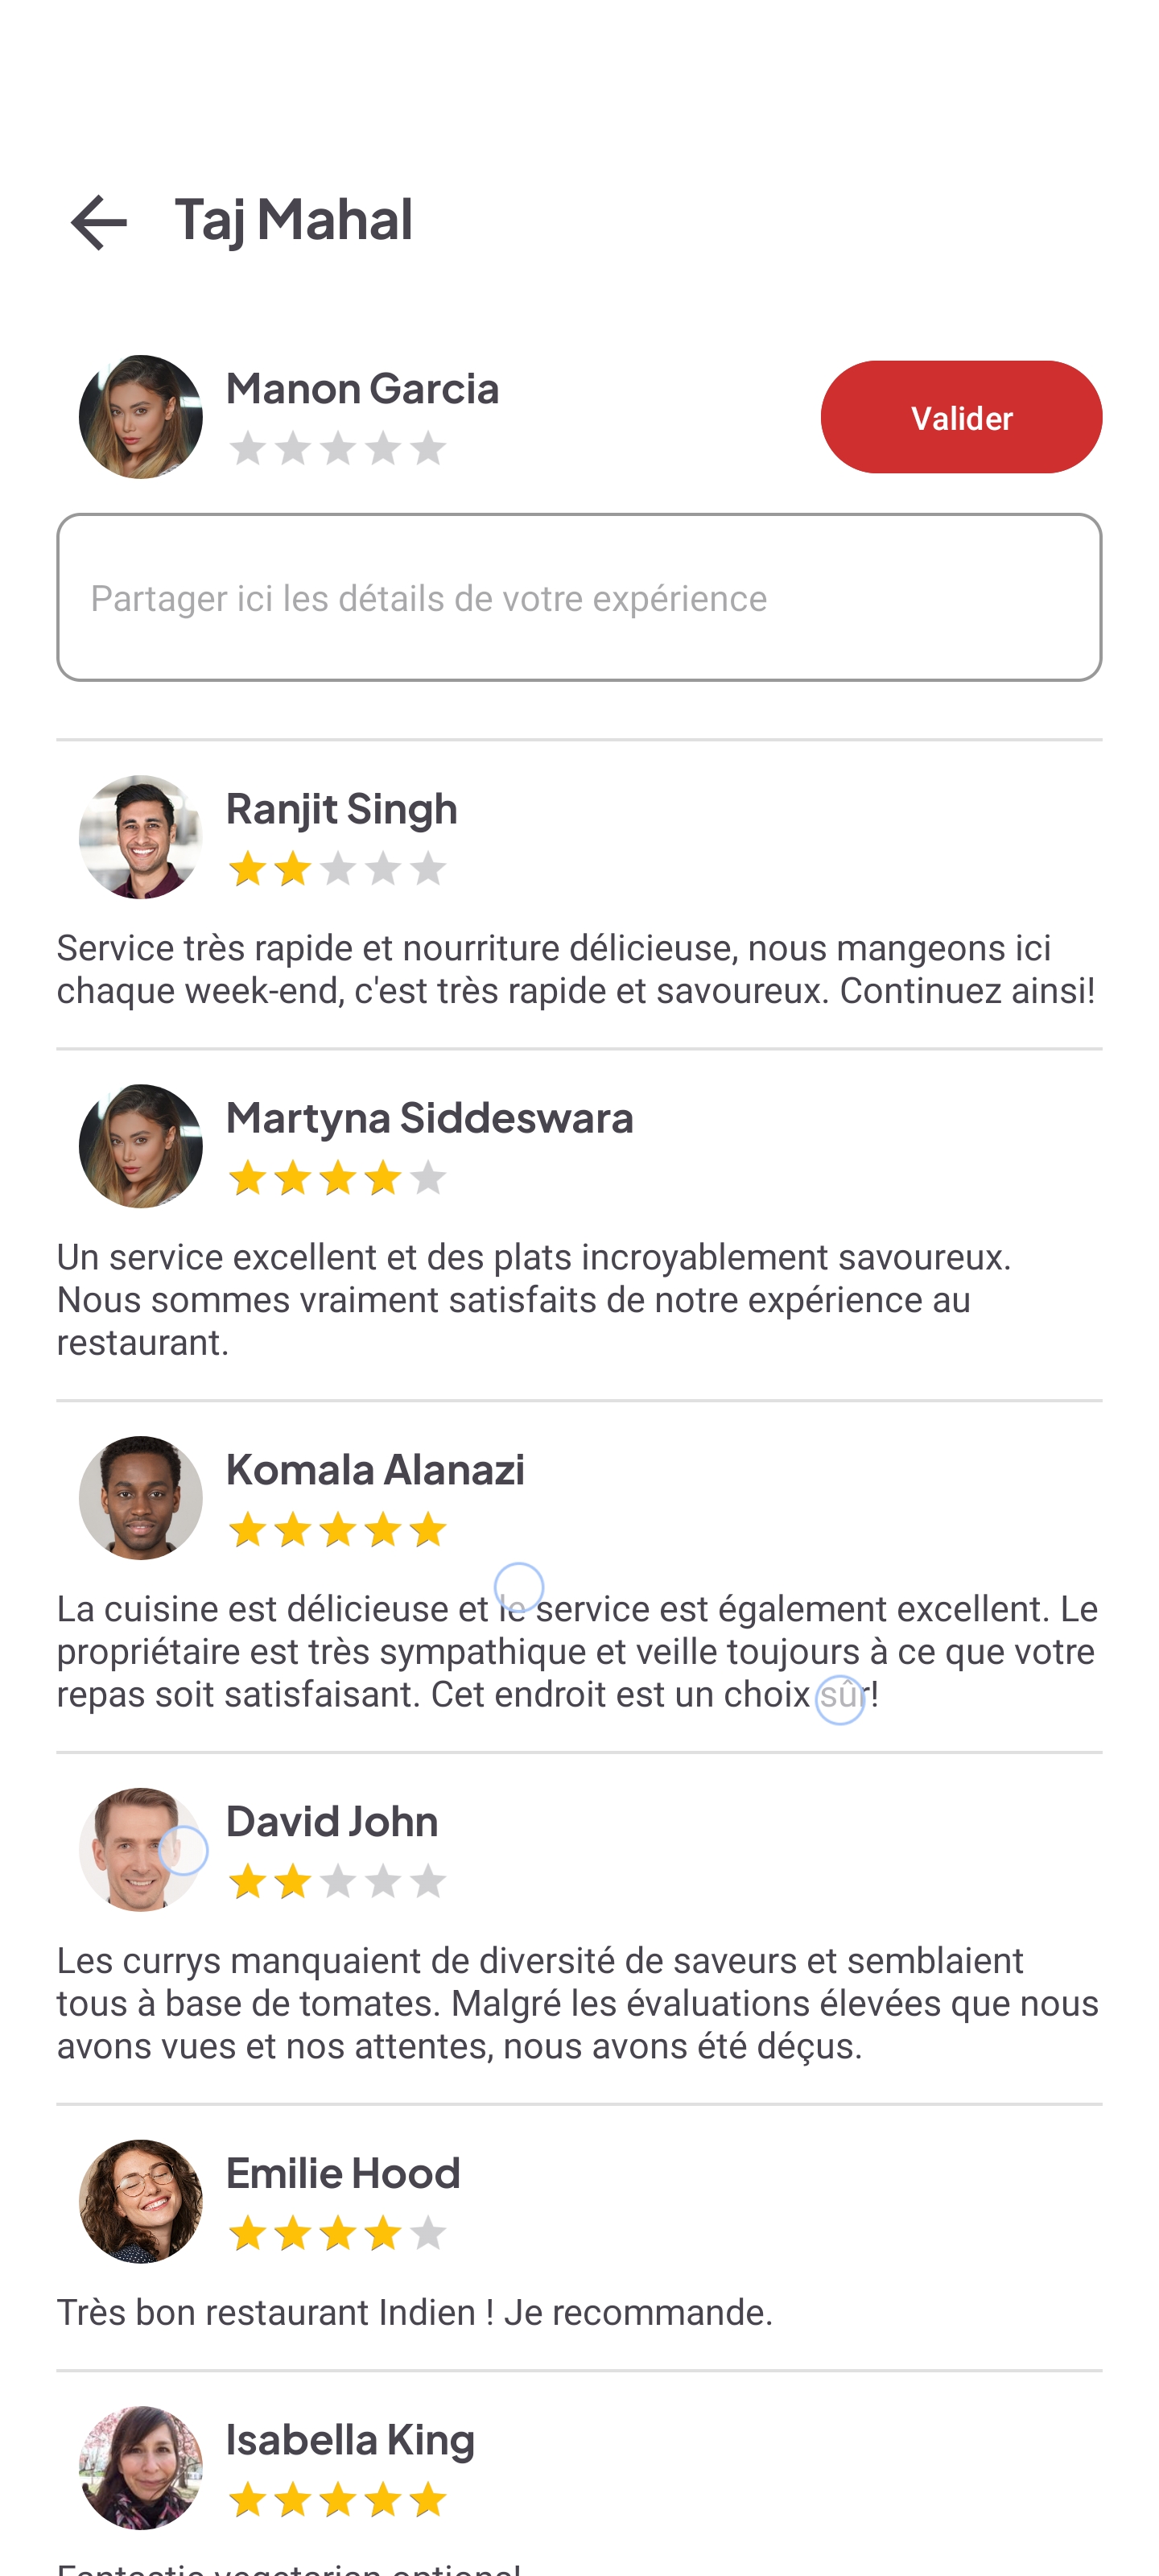 Taj Mahal
Manon Garcia
Valider
Partager ici les détails de votre expérience
Ranjit Singh
Service très rapide et nourriture délicieuse, nous mangeons ici
chaque week-end, c'est très rapide et savoureux. Continuez ainsi!
Martyna Siddeswara
Un service excellent et des plats incroyablement savoureux.
Nous sommes vraiment satisfaits de notre expérience au
restaurant.
Komala Alanazi
La cuisine est délicieuse et le service est également excellent. Le
propriétaire est très sympathique et veille toujours à ce que votre
repas soit satisfaisant. Cet endroit est un choix sûr!
David John
Les currys manquaient de diversité de saveurs et semblaient
tous à base de tomates. Malgré les évaluations élevées que nous
avons vues et nos attentes, nous avons été déçus.
Emilie Hood
Très bon restaurant Indien ! Je recommande.
Isabella King